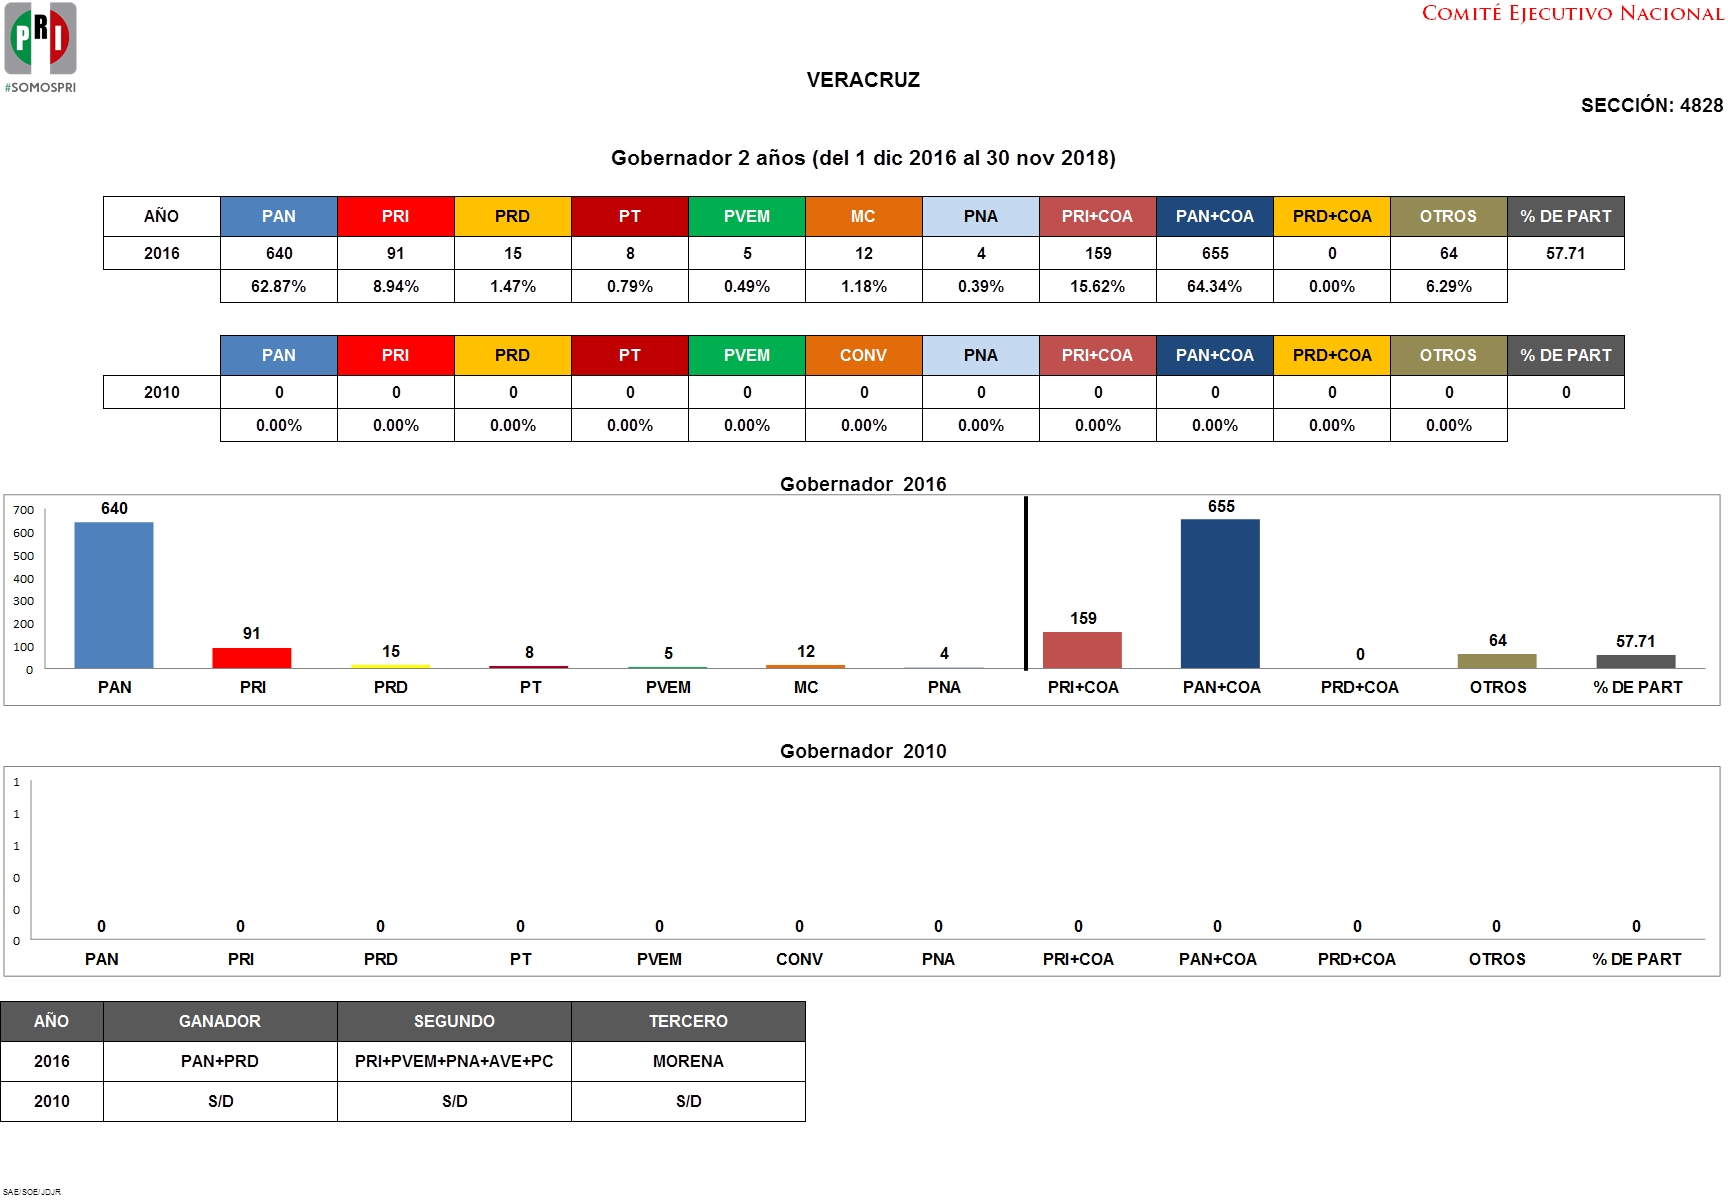 PRI
#SOMOSPRI
COMITÉ EJECUTIVO NACIONAL
VERACRUZ
SECCIÓN: 4828
Gobernador 2 años (del 1 dic 2016 al 30 nov 2018)
AÑO PAN PRI PRD PT PVEM MC PNA PRI+COA PAN+COA PRD+COA OTROS % DE PART
2016 640 91 15 8 5 12 4 159 655 0 64 57.71
62.87% 8.94% 1.47% 0.79% 0.49% 1.18% 0.39% 15.62% 64.34% 0.00% 6.29%
PAN PRI PRD PT PVEM CONV PNA PRI+COA PAN+COA PRD+COA OTROS % DE PART
2010 0 0 0 0 0 0 0 0 0 0 0 0
0.00% 0.00% 0.00% 0.00% 0.00% 0.00% 0.00% 0.00% 0.00% 0.00% 0.00%
Gobernador 2016
700
600
500
400
300
200
100
0
640 91 15 8 5 12 4 159 655 0 64 57.71
PAN PRI PRD PT PVEM MC PNA PRI+COA PAN+COA PRD+COA OTROS % DE PART
Gobernador 2010
1
1
1
0
0
0
0 0 0 0 0 0 0 0 0 0 0 0
PAN PRI PRD PT PVEM CONV PNA PRI+COA PAN+COA PRD+COA OTROS % DE PART
AÑO GANADOR SEGUNDO TERCERO
2016 PAN+PRD PRI+PVEM+PNA+AVE+PC MORENA
2010 S/D S/D S/D
SAE/SOE/JDJR